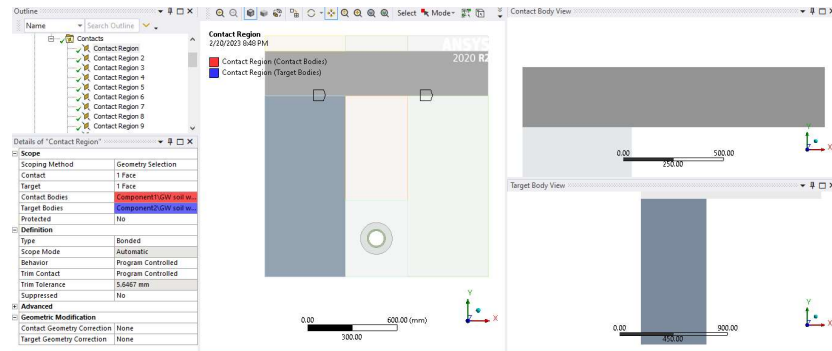 Outline
Name
Search Outline
Contacts
Contact Region
Contact Region 2
Contact Region 3
Contact Region 4
Contact Region 5
Contact Region 6
Contact Region 7
Contact Region 8
Contact Region 9
Details of "Contact Region"
Scope
Scoping Method Geometry Selection
Contact 1 Face
Target 1 Face
Contact Bodies Component1\GW soil w...
Target Bodies Component2\GW soil w...
Protected No
Definition
Type Bonded
Scope Mode Automatic
Behavior Program Controlled
Trim Contact Program Controlled
Trim Tolerance 5.6467 mm
Suppressed No
Advanced
Geometric Modification
Contact Geometry Correction None
Target Geometry Correction None
Select Mode
Contact Region
2/20/2023 8:48 PM
Contact Region (Contact Bodies)
Contact Region (Target Bodies)
ANSYS
2020 R2
0.00 600.00 (mm)
300.00
Y
X
Contact Body View
0.00 500.00
250.00
Y
Z X
Target Body View
0.00 900.00
450.00
Y
Z X